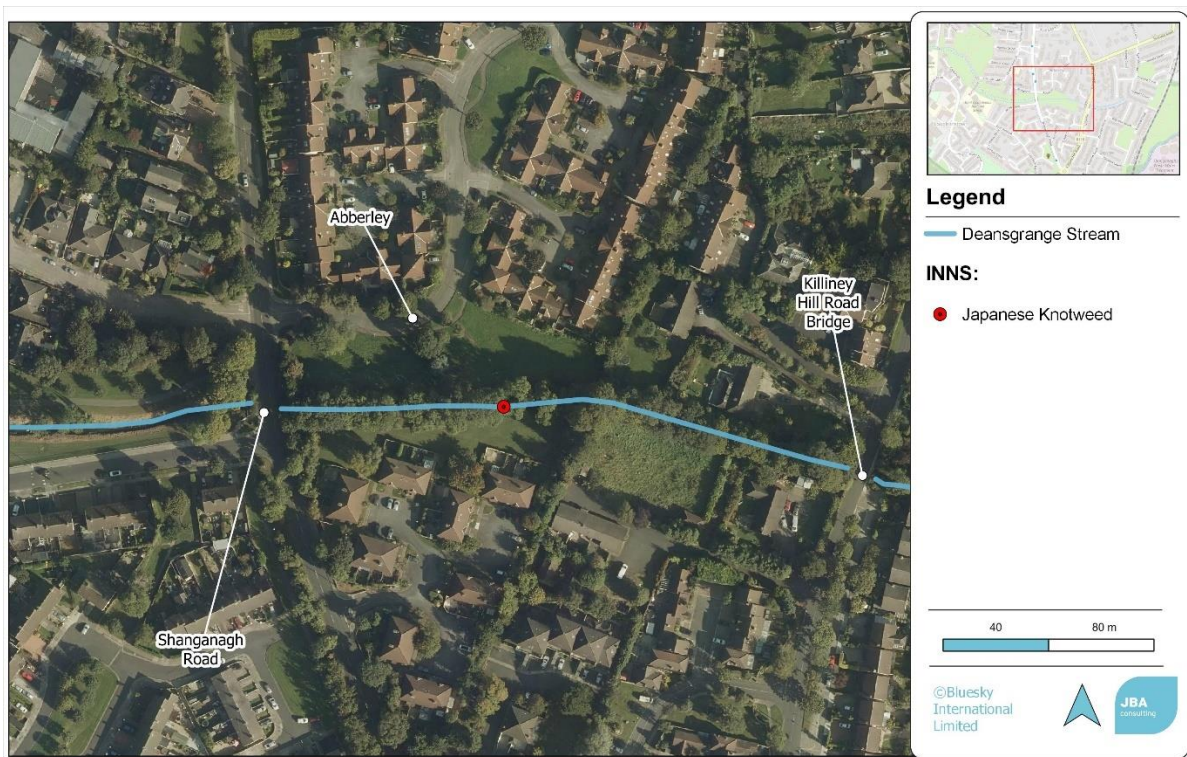 Abberley
Killiney
Hill Road
Bridge
Shanganagh
Road
Legend
Deansgrange Stream
INNS:
Japanese Knotweed
40
80 m
©Bluesky
International
Limited
JBA
consulting